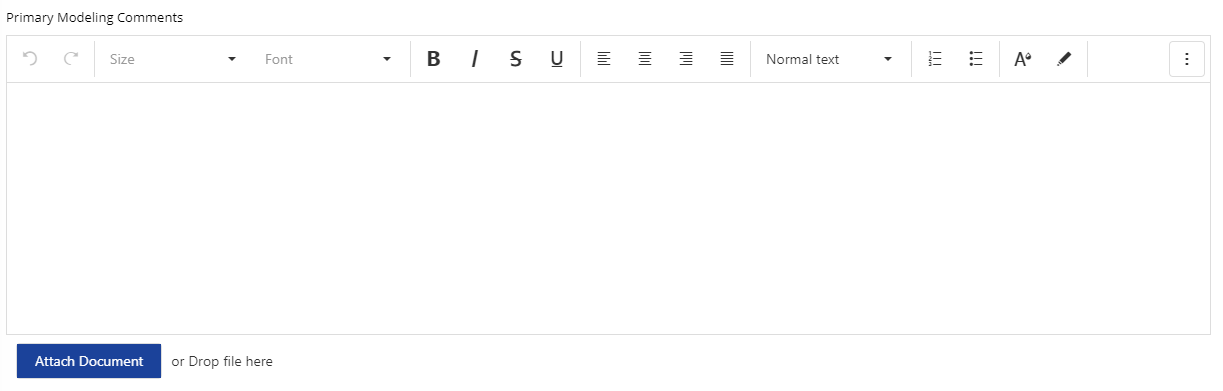 Primary Modeling Comments
Size Font B I S U Normal text A
Attach Document or Drop file here